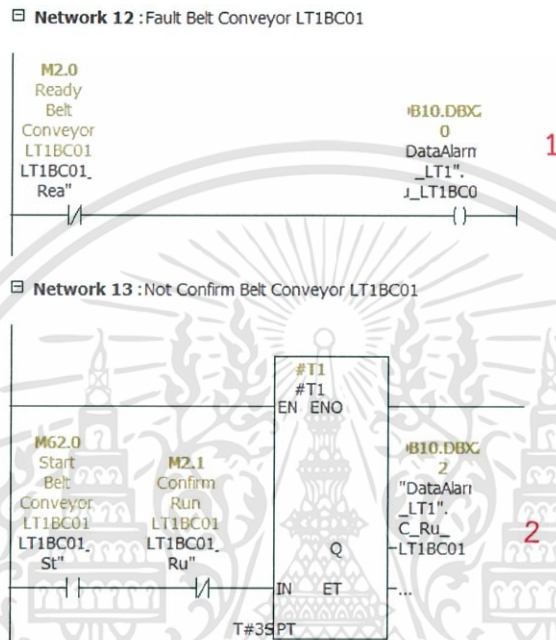 Network 12 : Fault Belt Conveyor LT1BC01
M2.0
Ready
Belt
Conveyor
LT1BC01
LT1BC01_
Rea"
0
DataAlarm
_LT1".
1
Network 13 : Not Confirm Belt Conveyor LT1BC01
#T1
#T1
EN ENO
M62.0
Start
Belt
Conveyor
LT1BC01
LT1BC01_
St"
M2.1
Confirm
Run
LT1BC01
LT1BC01_
Ru"
2
"DataAlarr
_LT1".
C_Ru_
LT1BC01
Q
IN ET ...
PT
2